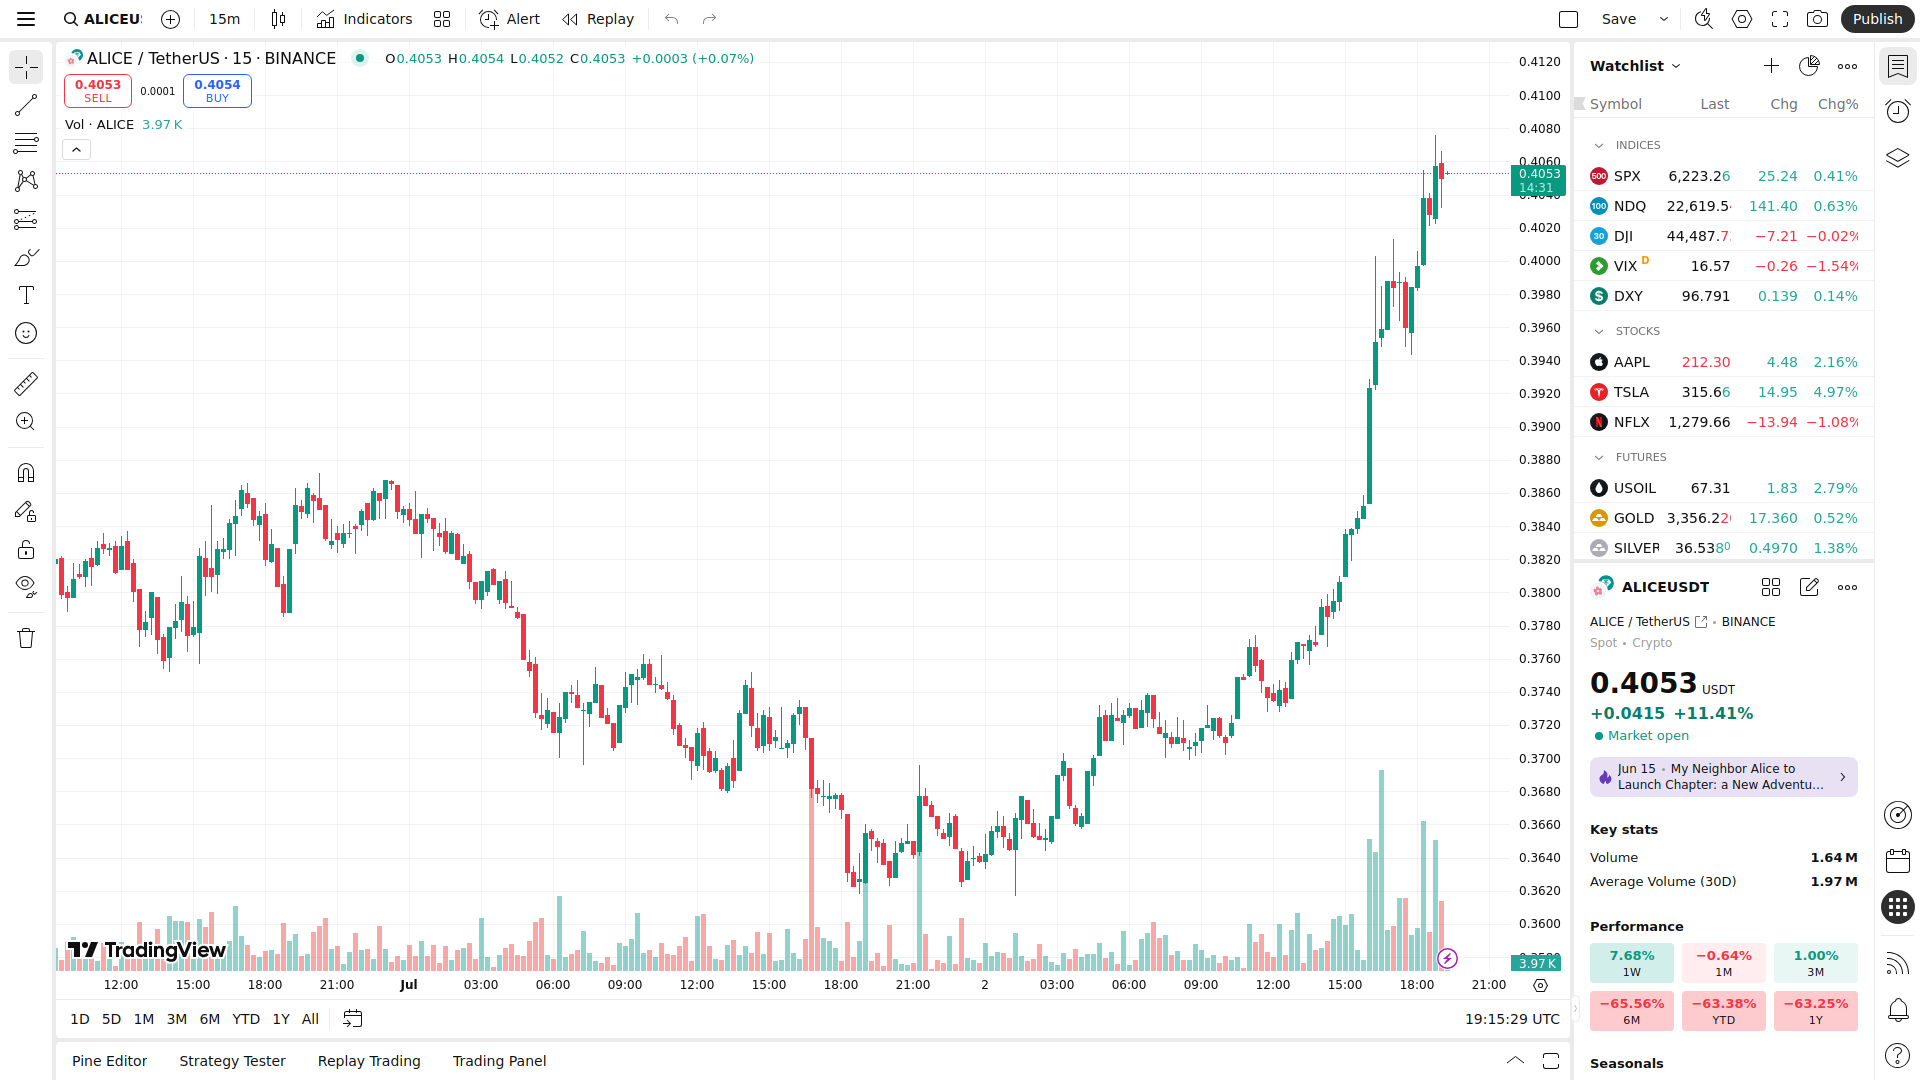 ALICEU
15m
Indicators
Alert
Replay
Save
Publish
ALICE / TetherUS · 15 · BINANCE
O0.4053 H0.4054 L0.4052 C0.4053 +0.0003 (+0.07%)
0.4053
SELL
0.0001
0.4054
BUY
Vol · ALICE 3.97 K
0.4120
0.4100
0.4080
0.4060
0.4053
14:31
0.4040
0.4020
0.4000
0.3980
0.3960
0.3940
0.3920
0.3900
0.3880
0.3860
0.3840
0.3820
0.3800
0.3780
0.3760
0.3740
0.3720
0.3700
0.3680
0.3660
0.3640
0.3620
0.3600
3.97 K
TradingView
12:00 15:00 18:00 21:00 Jul 03:00 06:00 09:00 12:00 15:00 18:00 21:00 2 03:00 06:00 09:00 12:00 15:00 18:00 21:00
1D 5D 1M 3M 6M YTD 1Y All
19:15:29 UTC
Pine Editor Strategy Tester Replay Trading Trading Panel
Watchlist
Symbol Last Chg Chg%
INDICES
500 SPX 6,223.26 25.24 0.41%
100 NDQ 22,619.5 141.40 0.63%
30 DJI 44,487.7 −7.21 −0.02%
VIX D 16.57 −0.26 −1.54%
$ DXY 96.791 0.139 0.14%
STOCKS
AAPL 212.30 4.48 2.16%
TSLA 315.66 14.95 4.97%
N NFLX 1,279.66 −13.94 −1.08%
FUTURES
USOIL 67.31 1.83 2.79%
GOLD 3,356.22 17.360 0.52%
SILVER 36.5380 0.4970 1.38%
ALICEUSDT
ALICE / TetherUS • BINANCE
Spot • Crypto
0.4053 USDT
+0.0415 +11.41%
Market open
Jun 15 • My Neighbor Alice to
Launch Chapter: a New Adventu...
Key stats
Volume 1.64 M
Average Volume (30D) 1.97 M
Performance
7.68% −0.64% 1.00%
1W 1M 3M
−65.56% −63.38% −63.25%
6M YTD 1Y
Seasonals